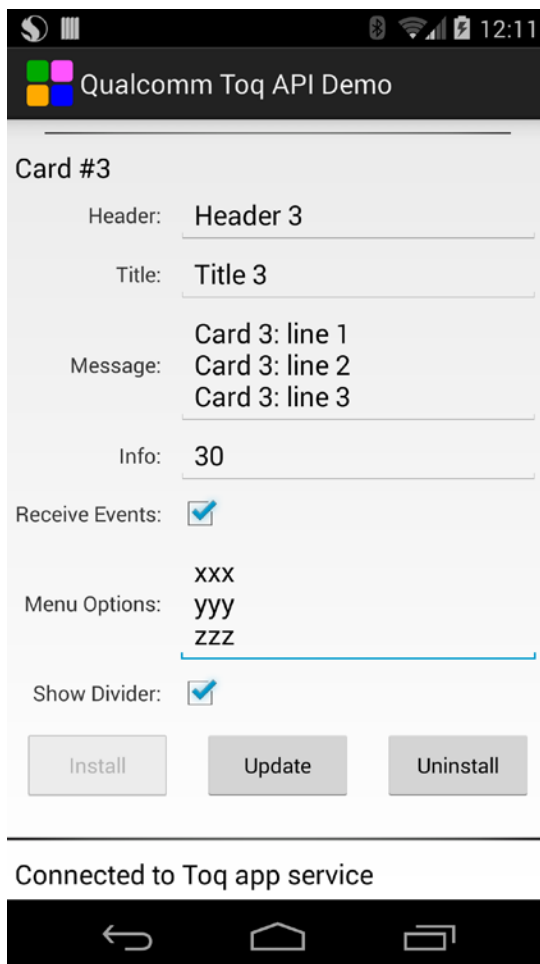 12:11
Qualcomm Toq API Demo
Card #3
Header: Header 3
Title: Title 3
Message: Card 3: line 1
Card 3: line 2
Card 3: line 3
Info: 30
Receive Events:
Menu Options: xxx
yyy
zzz
Show Divider:
Install Update Uninstall
Connected to Toq app service